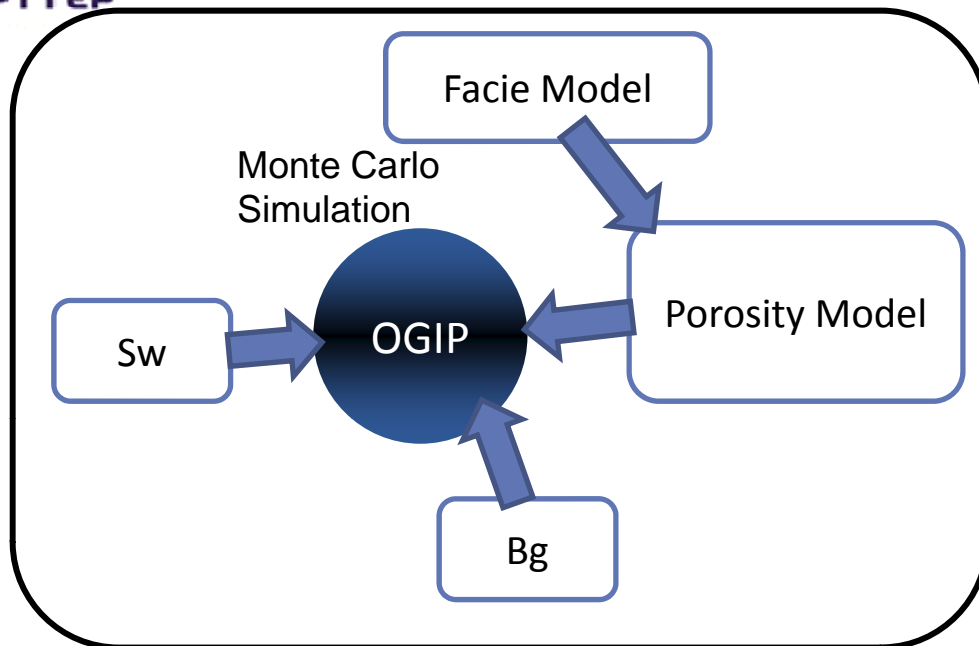 Facie Model
Monte Carlo
Simulation
Porosity Model
OGIP
Sw
Bg